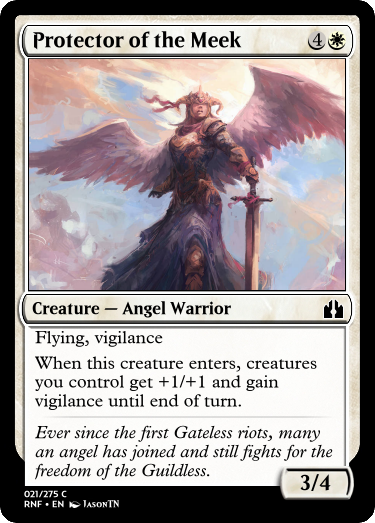 Protector of the Meek 4
Creature — Angel Warrior
Flying, vigilance
When this creature enters, creatures
you control get +1/+1 and gain
vigilance until end of turn.
Ever since the first Gateless riots, many
an angel has joined and still fights for the
freedom of the Guildless.
3/4
021/275 C
RNF • EN JASONTN